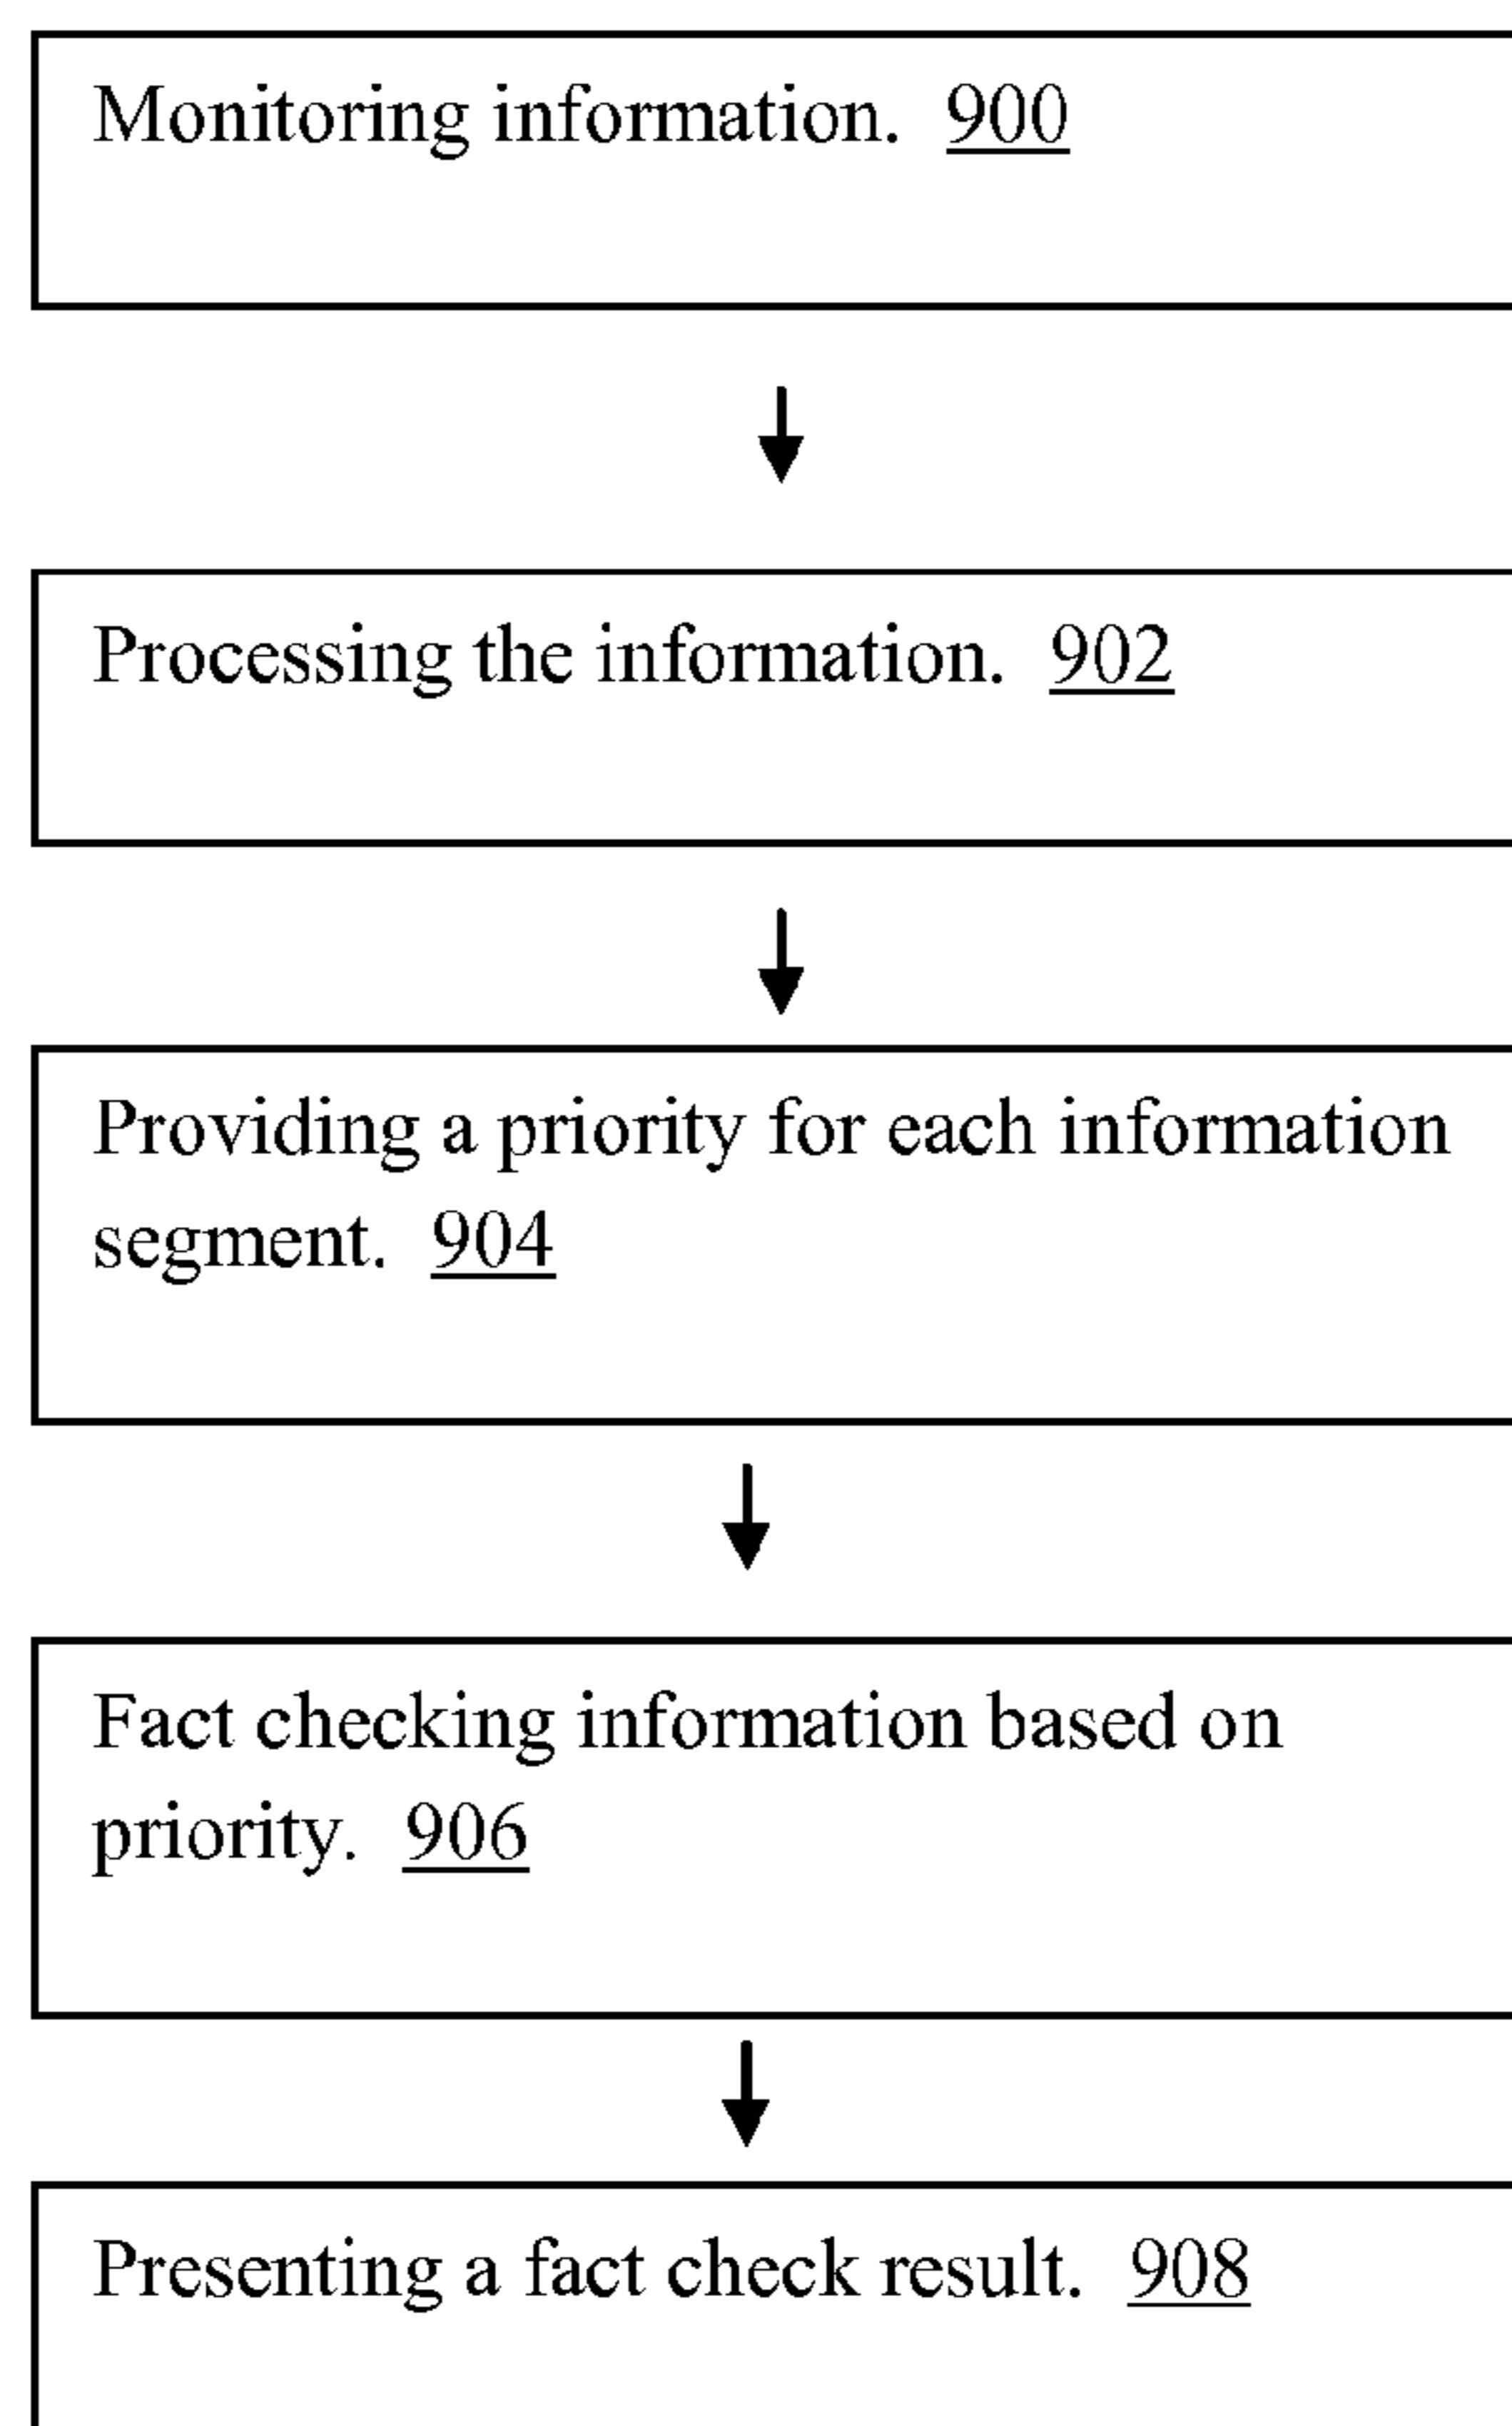 Monitoring information. 900
Processing the information. 902
Providing a priority for each information
segment. 904
Fact checking information based on
priority. 906
Presenting a fact check result. 908